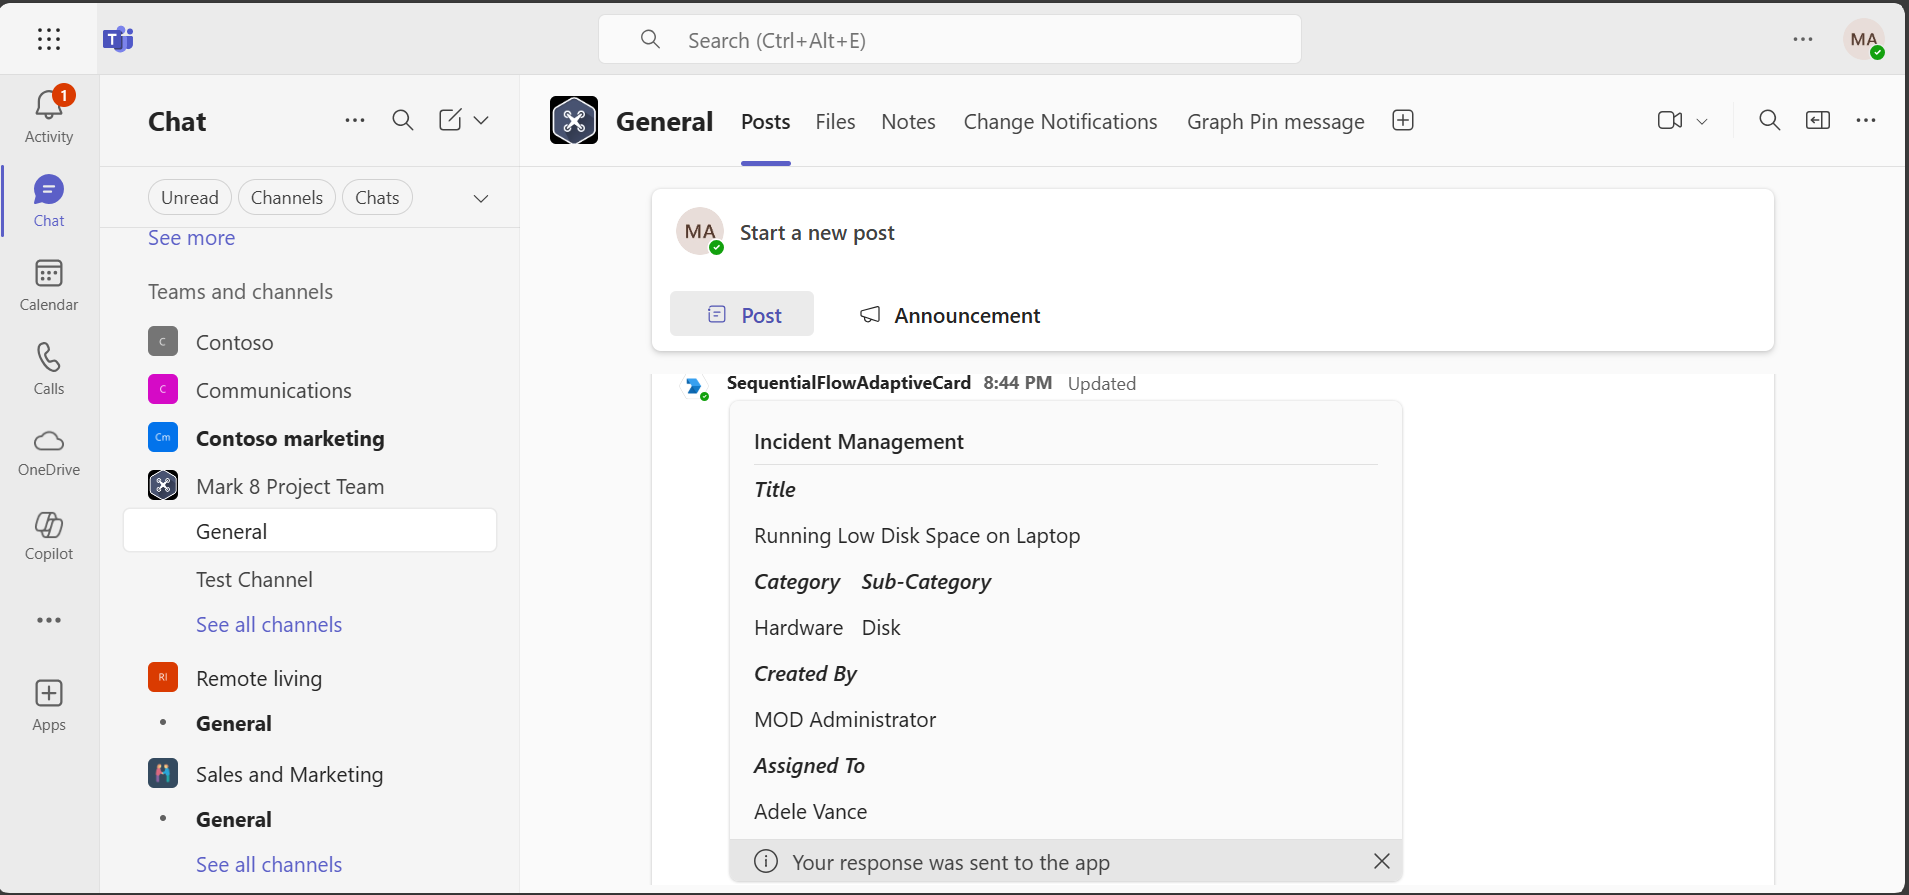 Search (Ctrl+Alt+E)
MA
1
Activity
Chat
Calendar
Calls
OneDrive
Copilot
Apps
Chat
Unread
Channels
Chats
See more
Teams and channels
C
Contoso
C
Communications
Cm
Contoso marketing
Mark 8 Project Team
General
Test Channel
See all channels
Rl
Remote living
General
Sales and Marketing
General
See all channels
General
Posts
Files
Notes
Change Notifications
Graph Pin message
MA
Start a new post
Post
Announcement
SequentialFlowAdaptiveCard 8:44 PM Updated
Incident Management
Title
Running Low Disk Space on Laptop
Category Sub-Category
Hardware Disk
Created By
MOD Administrator
Assigned To
Adele Vance
Your response was sent to the app